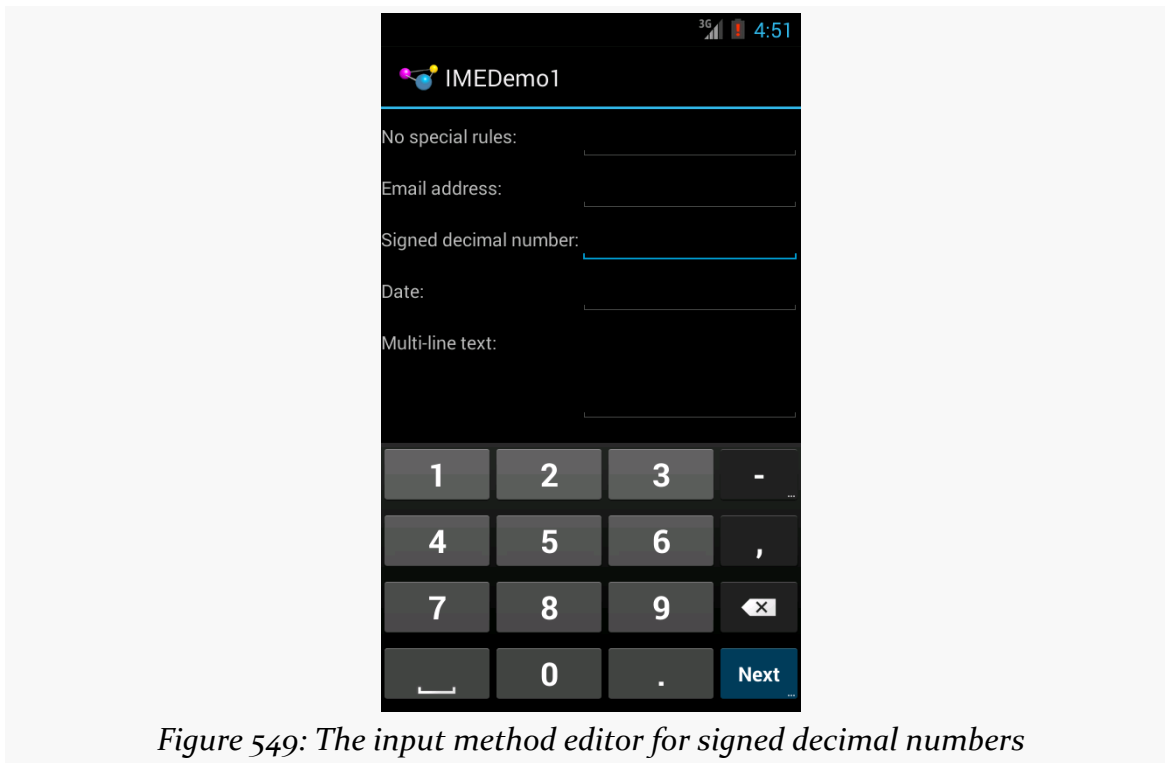 3G 4:51
IMEDemo1
No special rules:
Email address:
Signed decimal number:
Date:
Multi-line text:
1 2 3 -
4 5 6 ,
7 8 9
0 . Next
Figure 549: The input method editor for signed decimal numbers